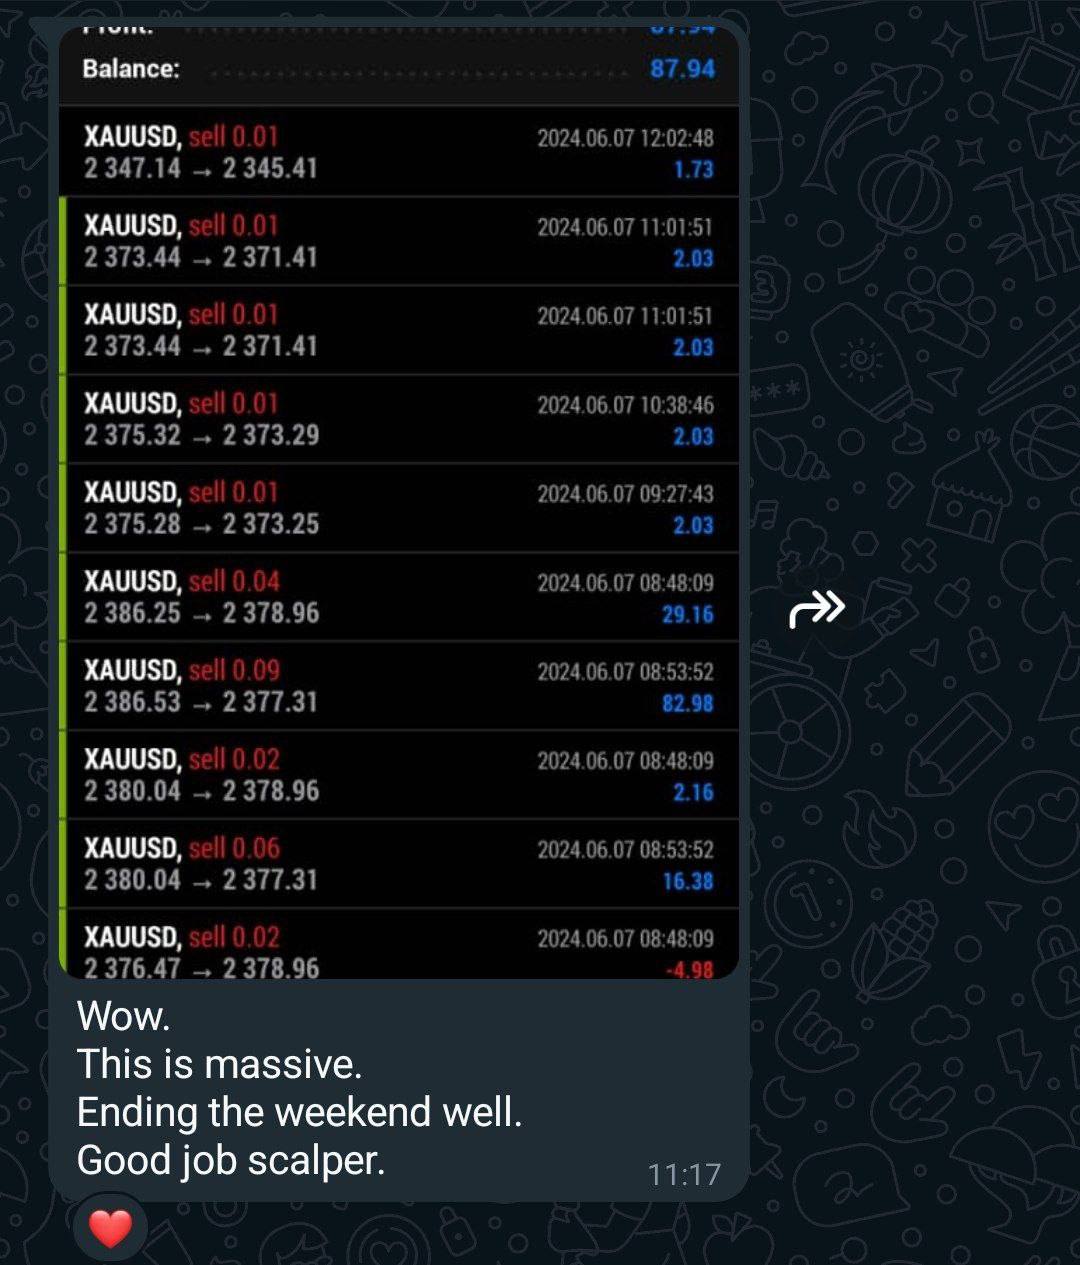 Profit: 87.94
Balance: 87.94
XAUUSD, sell 0.01 2024.06.07 12:02:48
2 347.14 → 2 345.41 1.73
XAUUSD, sell 0.01 2024.06.07 11:01:51
2 373.44 → 2 371.41 2.03
XAUUSD, sell 0.01 2024.06.07 11:01:51
2 373.44 → 2 371.41 2.03
XAUUSD, sell 0.01 2024.06.07 10:38:46
2 375.32 → 2 373.29 2.03
XAUUSD, sell 0.01 2024.06.07 09:27:43
2 375.28 → 2 373.25 2.03
XAUUSD, sell 0.04 2024.06.07 08:48:09
2 386.25 → 2 378.96 29.16
XAUUSD, sell 0.09 2024.06.07 08:53:52
2 386.53 → 2 377.31 82.98
XAUUSD, sell 0.02 2024.06.07 08:48:09
2 380.04 → 2 378.96 2.16
XAUUSD, sell 0.06 2024.06.07 08:53:52
2 380.04 → 2 377.31 16.38
XAUUSD, sell 0.02 2024.06.07 08:48:09
2 376.47 → 2 378.96 -4.98
Wow.
This is massive.
Ending the weekend well.
Good job scalper.
11:17